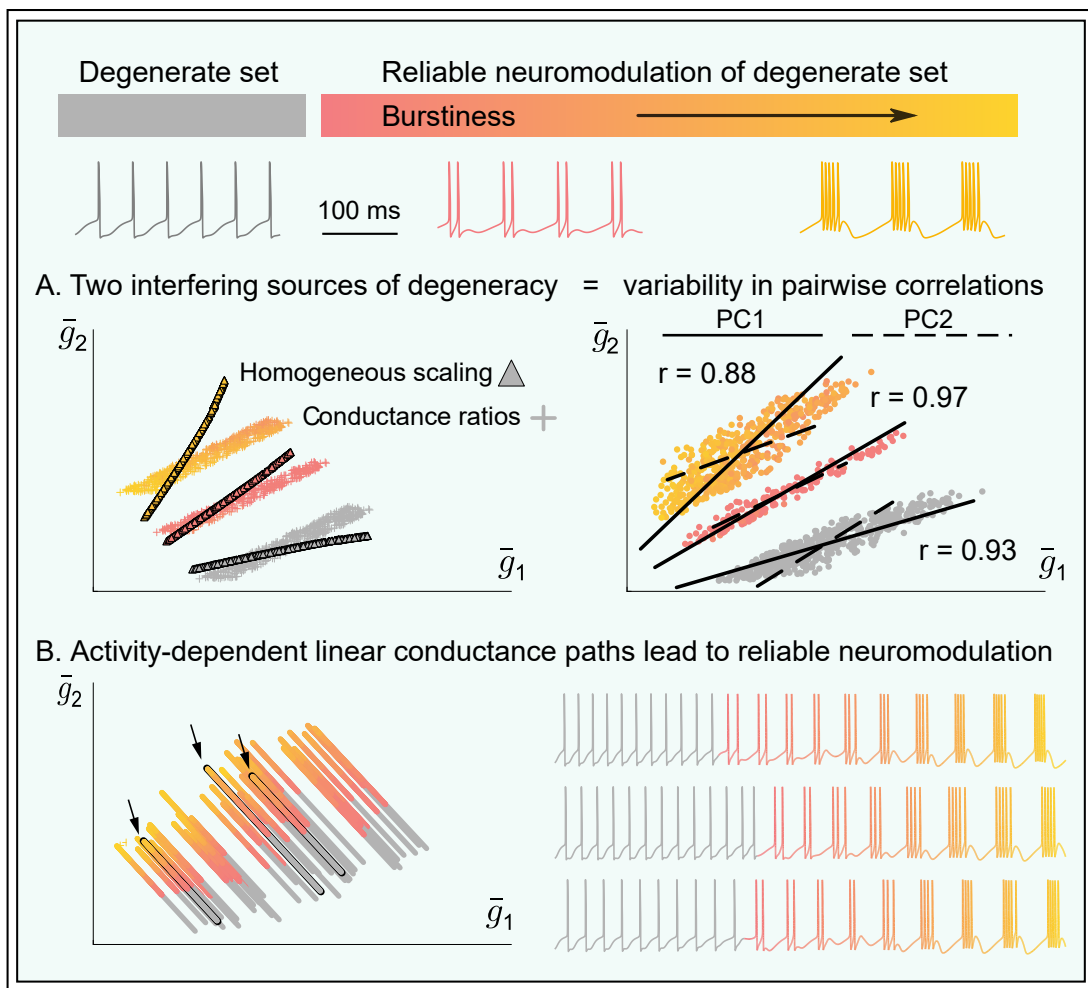 Degenerate set
Reliable neuromodulation of degenerate set
Burstiness
100 ms
A. Two interfering sources of degeneracy = variability in pairwise correlations
ḡ2
Homogeneous scaling
Conductance ratios
ḡ1
ḡ2
PC1
PC2
r = 0.88
r = 0.97
r = 0.93
ḡ1
B. Activity-dependent linear conductance paths lead to reliable neuromodulation
ḡ2
ḡ1